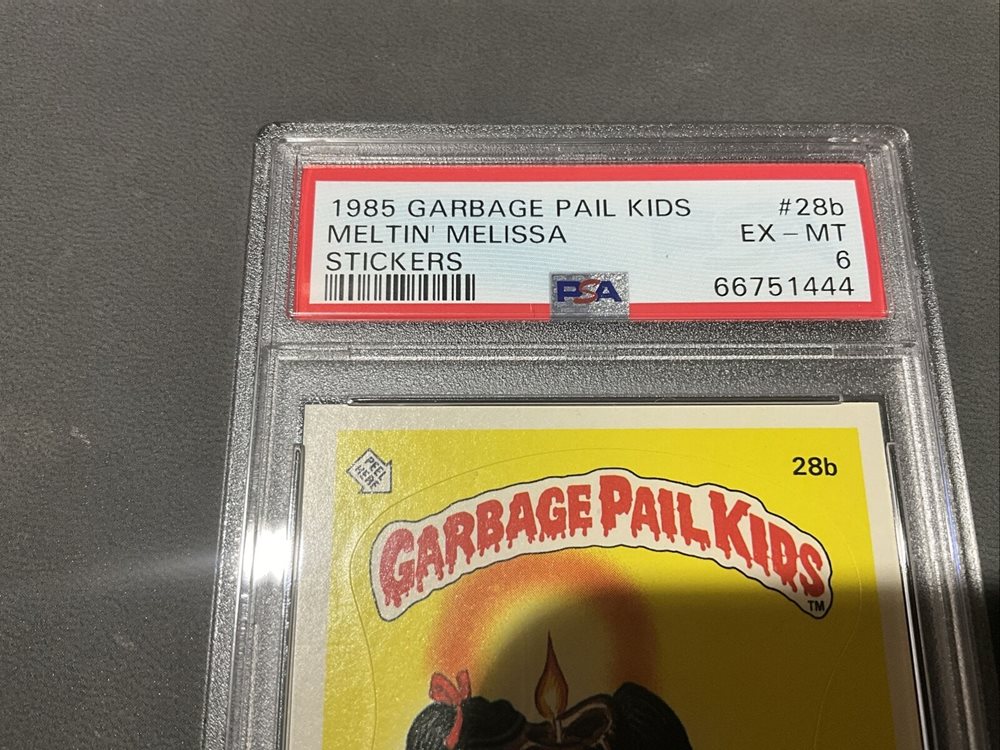 1985 GARBAGE PAIL KIDS #28b
MELTIN' MELISSA EX-MT
STICKERS 6
PSA 66751444
PEEL HERE
28b
GARBAGE PAIL KIDS
TM